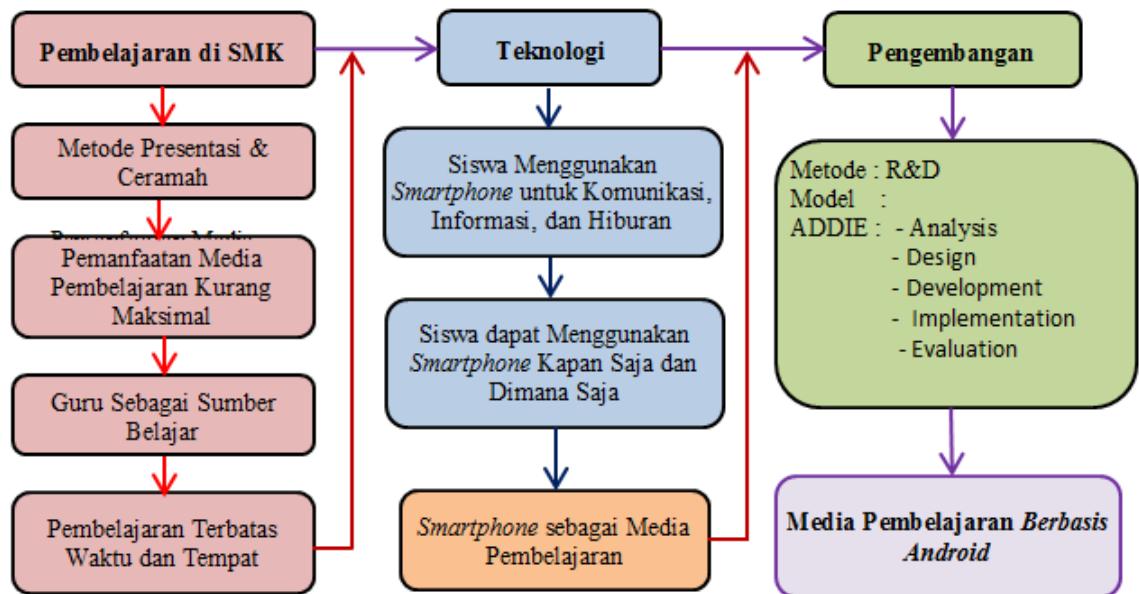 Pembelajaran di SMK
Metode Presentasi &
Ceramah
Pemanfaatan Media
Pembelajaran Kurang
Maksimal
Guru Sebagai Sumber
Belajar
Pembelajaran Terbatas
Waktu dan Tempat
Teknologi
Siswa Menggunakan
Smartphone untuk Komunikasi,
Informasi, dan Hiburan
Siswa dapat Menggunakan
Smartphone Kapan Saja dan
Dimana Saja
Smartphone sebagai Media
Pembelajaran
Pengembangan
Metode : R&D
Model :
ADDIE : - Analysis
- Design
- Development
- Implementation
- Evaluation
Media Pembelajaran Berbasis
Android